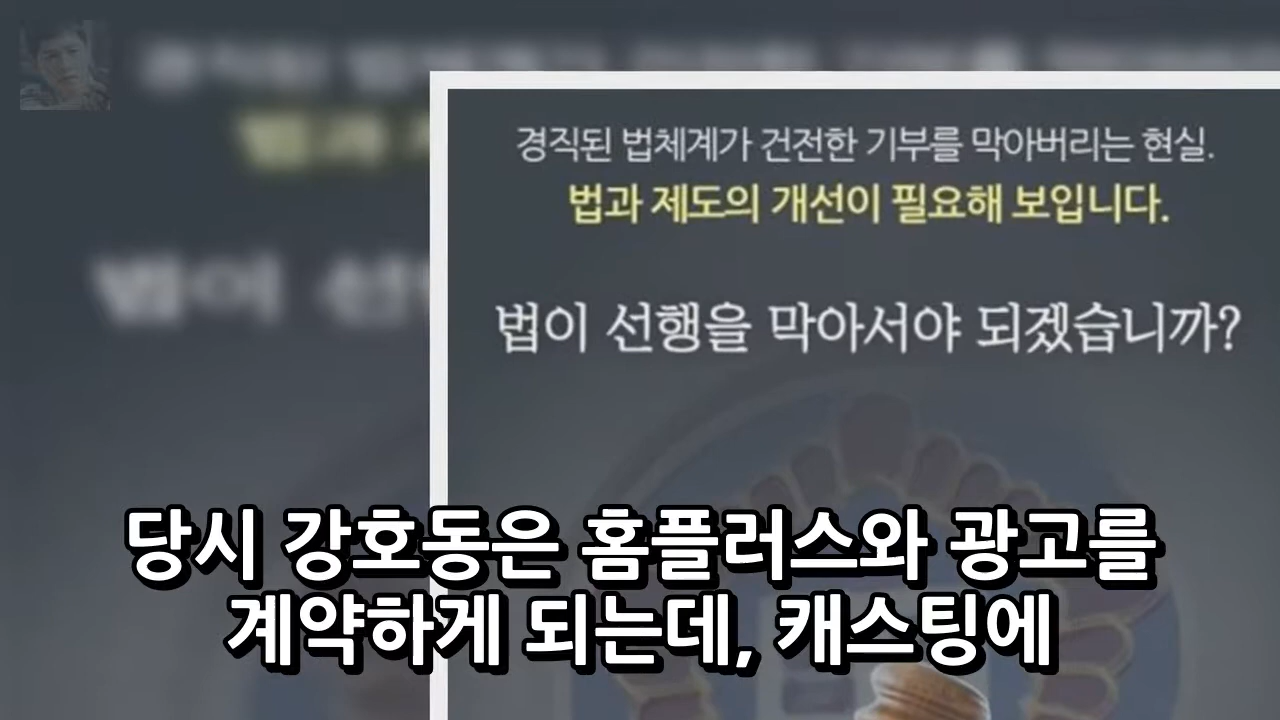 경직된 법체계가 건전한 기부를 막아버리는 현실.
법과 제도의 개선이 필요해 보입니다.
법이 선행을 막아서야 되겠습니까?
당시 강호동은 홈플러스와 광고를
계약하게 되는데, 캐스팅에